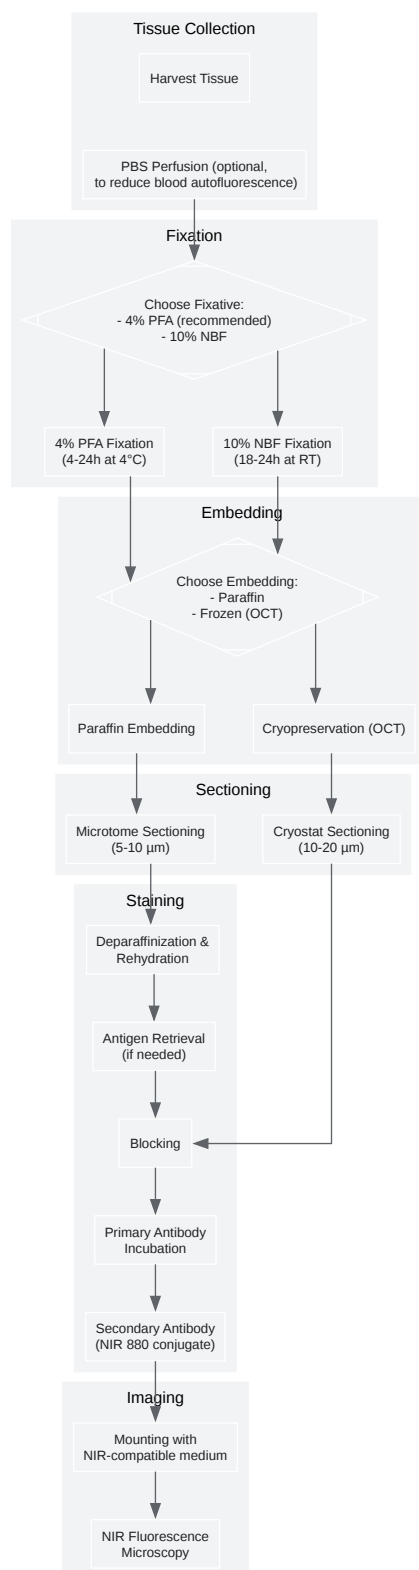 Tissue Collection
Harvest Tissue
PBS Perfusion (optional,
to reduce blood autofluorescence)
Fixation
Choose Fixative:
- 4% PFA (recommended)
- 10% NBF
4% PFA Fixation
(4-24h at 4°C)
10% NBF Fixation
(18-24h at RT)
Embedding
Choose Embedding:
- Paraffin
- Frozen (OCT)
Paraffin Embedding
Cryopreservation (OCT)
Sectioning
Microtome Sectioning
(5-10 µm)
Cryostat Sectioning
(10-20 µm)
Staining
Deparaffinization &
Rehydration
Antigen Retrieval
(if needed)
Blocking
Primary Antibody
Incubation
Secondary Antibody
(NIR 880 conjugate)
Imaging
Mounting with
NIR-compatible medium
NIR Fluorescence
Microscopy